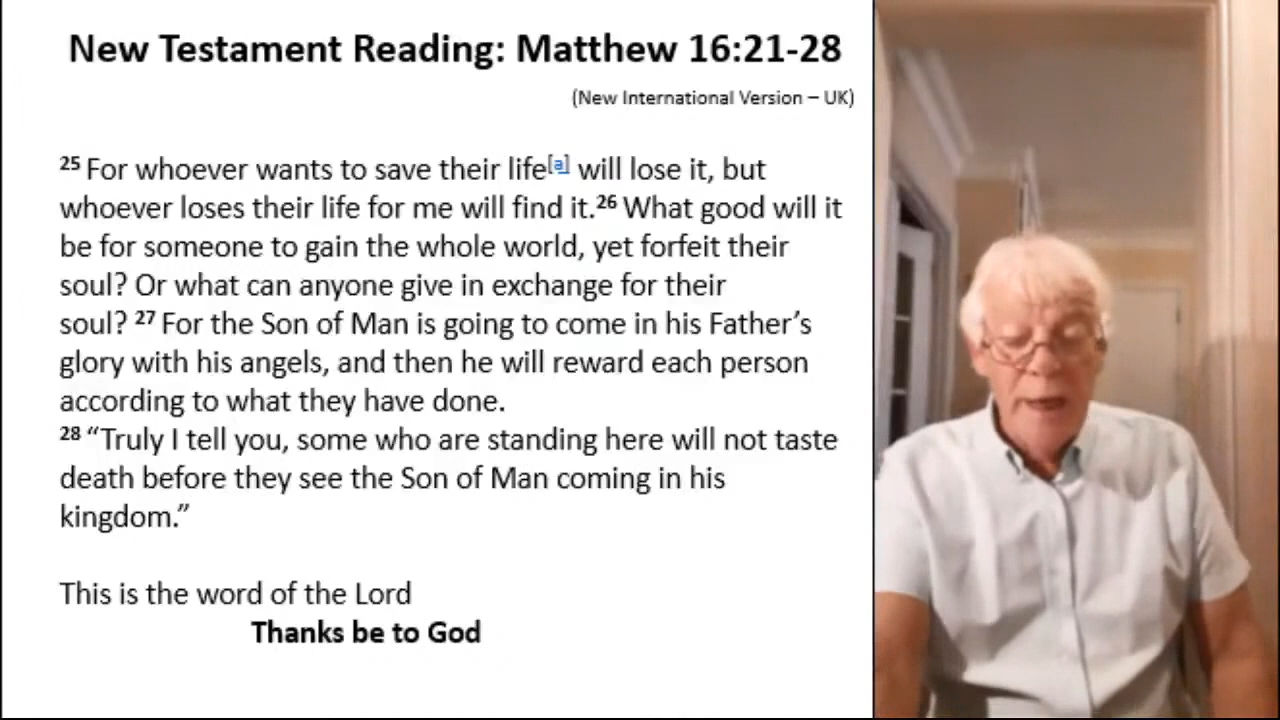 New Testament Reading: Matthew 16:21-28
(New International Version – UK)
25 For whoever wants to save their life[a] will lose it, but
whoever loses their life for me will find it.26 What good will it
be for someone to gain the whole world, yet forfeit their
soul? Or what can anyone give in exchange for their
soul? 27 For the Son of Man is going to come in his Father’s
glory with his angels, and then he will reward each person
according to what they have done.
28 “Truly I tell you, some who are standing here will not taste
death before they see the Son of Man coming in his
kingdom.”
This is the word of the Lord
Thanks be to God